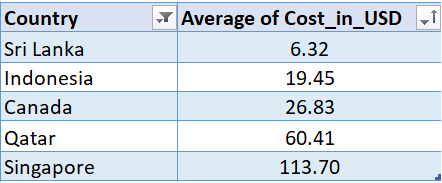 Country Average of Cost_in_USD
Sri Lanka 6.32
Indonesia 19.45
Canada 26.83
Qatar 60.41
Singapore 113.70